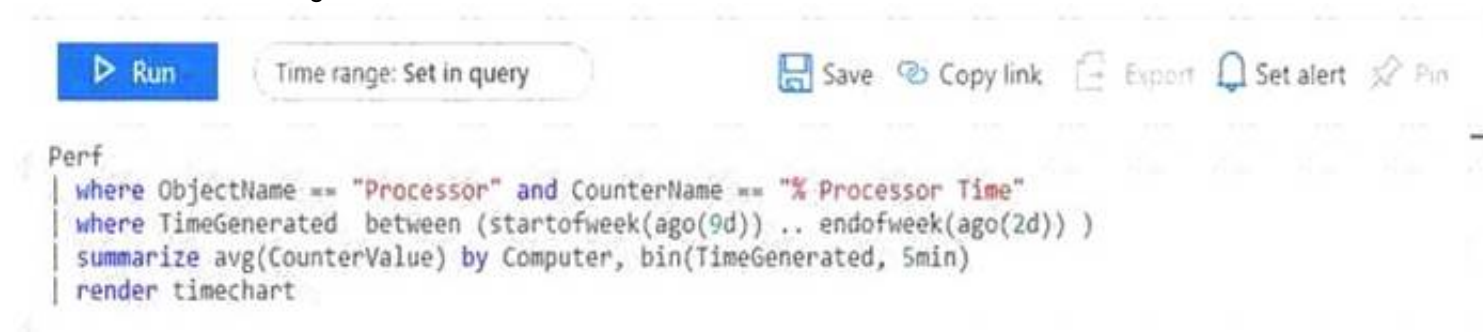 Run Time range: Set in query Save Copy link Export Set alert Pin
Perf
| where ObjectName == "Processor" and CounterName == "% Processor Time"
| where TimeGenerated between (startofweek(ago(9d)) .. endofweek(ago(2d)) )
| summarize avg(CounterValue) by Computer, bin(TimeGenerated, 5min)
| render timechart